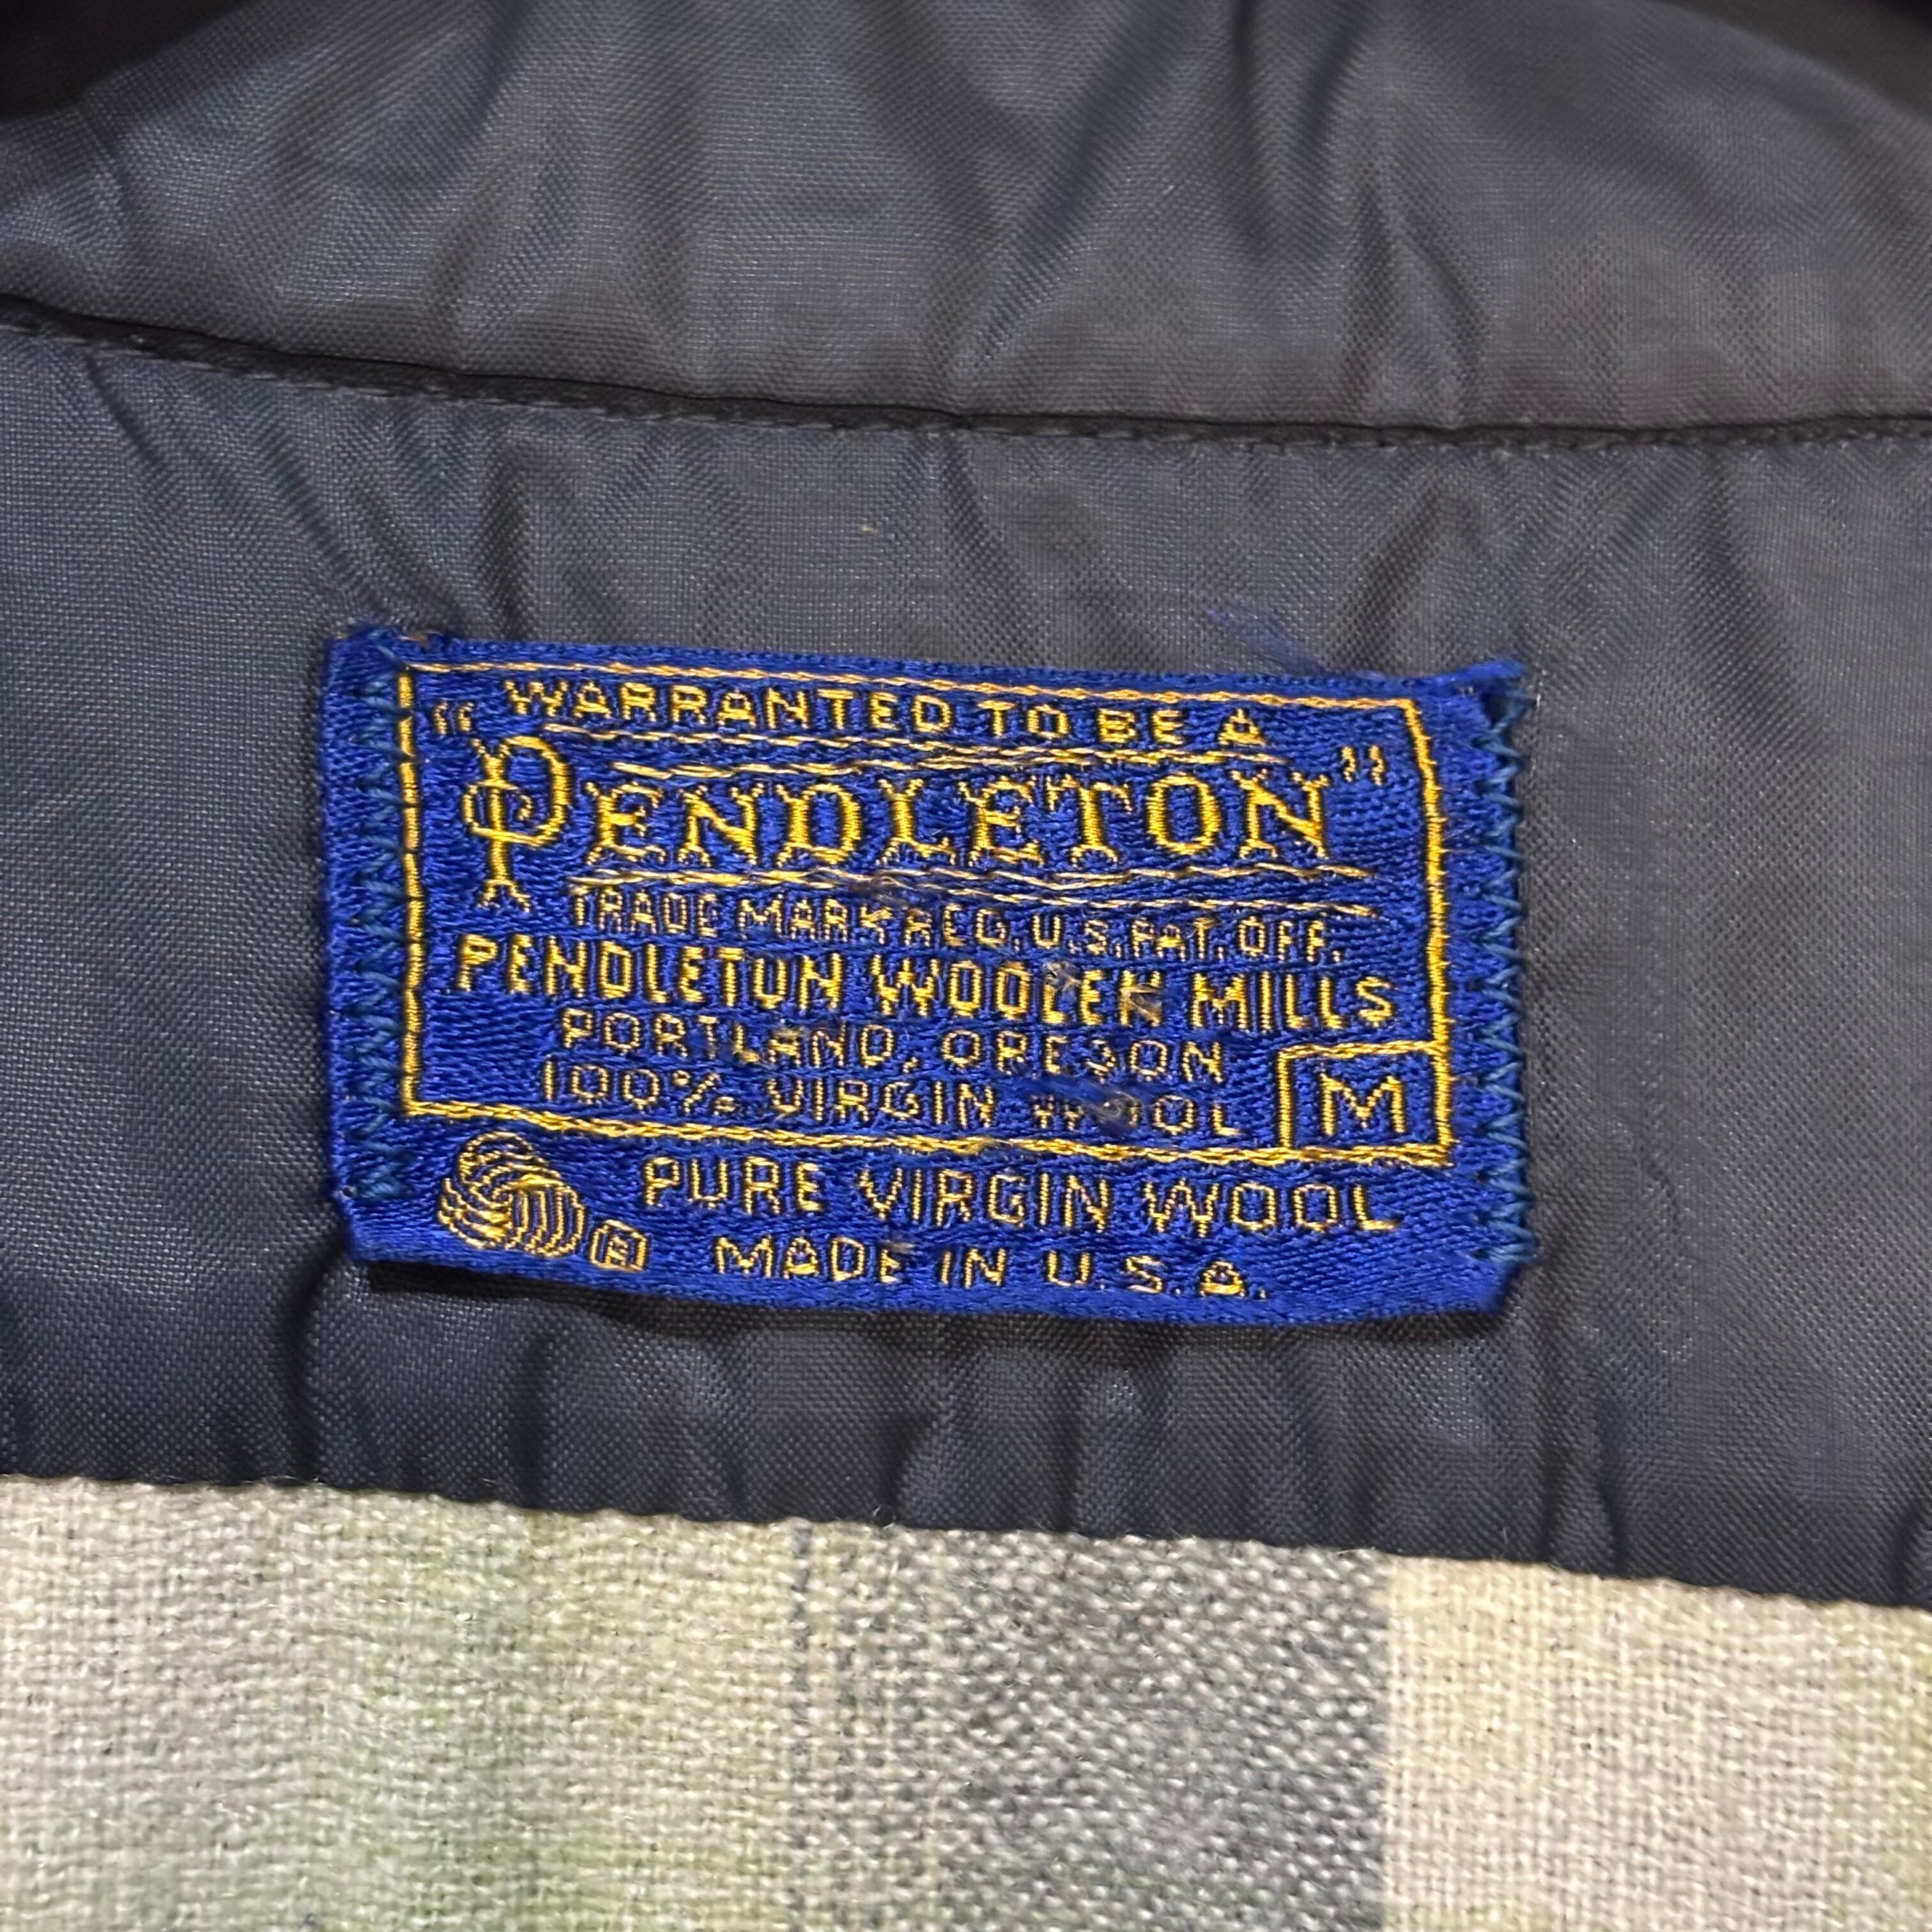 WARRANTED TO BE A
"PENDLETON"
TRADE MARK REG. U.S. PAT. OFF.
PENDLETON WOOLEN MILLS
PORTLAND, OREGON
100% VIRGIN WOOL
M
PURE VIRGIN WOOL
R MADE IN U.S.A.